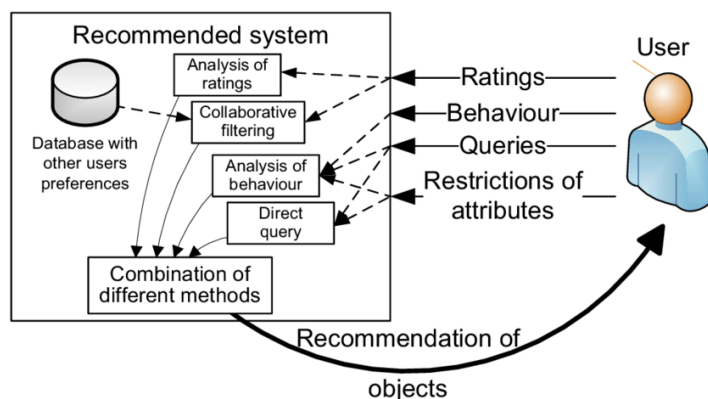 Recommended system
User
Analysis of
ratings
Ratings
Collaborative
filtering
Behaviour
Database with
other users
preferences
Queries
Analysis of
behaviour
Restrictions of
attributes
Direct
query
Combination of
different methods
Recommendation of
objects